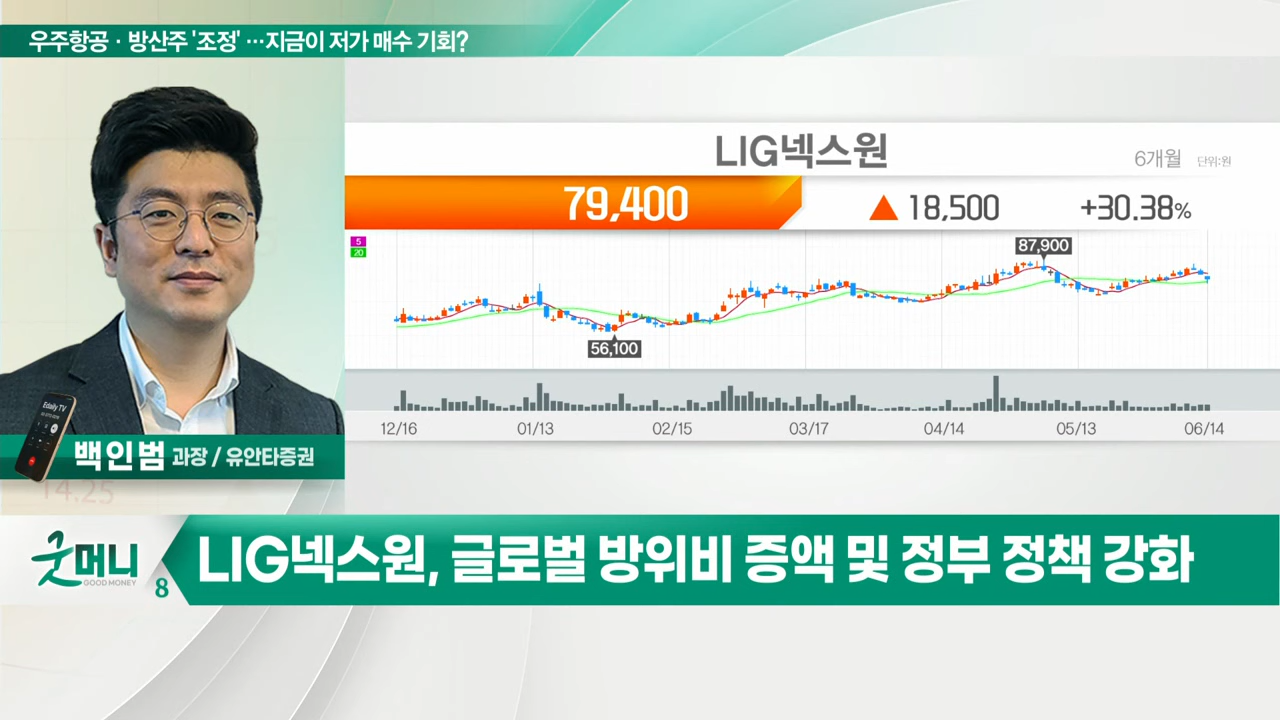 우주항공 · 방산주 '조정' …지금이 저가 매수 기회?
LIG넥스원
6개월 단위:원
79,400 ▲ 18,500 +30.38%
5
20
87,900
56,100
12/16 01/13 02/15 03/17 04/14 05/13 06/14
Edaily TV
백인범 과장 / 유안타증권
14.25
굿머니
GOOD MONEY
8
LIG넥스원, 글로벌 방위비 증액 및 정부 정책 강화